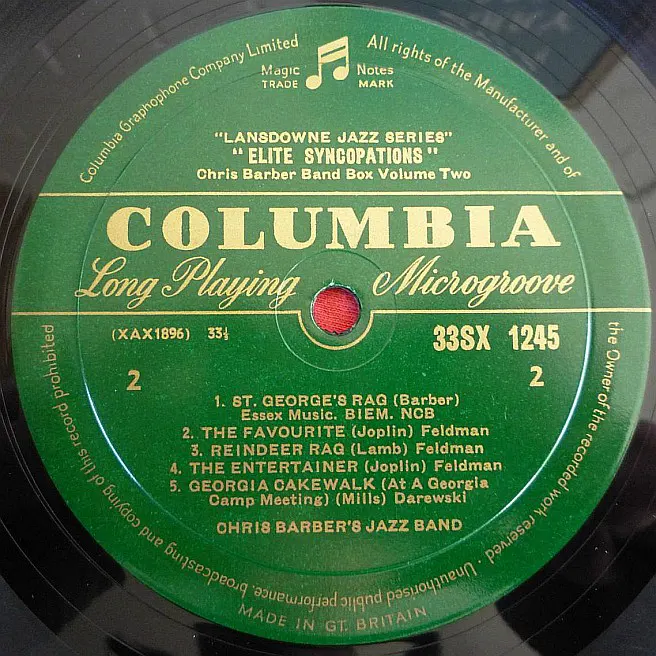 Columbia Graphophone Company Limited
All rights of the Manufacturer and of
the Owner of the recorded work reserved · Unauthorised public performance, broadcasting and copying of this record prohibited
Magic Notes
TRADE MARK
"LANSDOWNE JAZZ SERIES"
"ELITE SYNCOPATIONS"
Chris Barber Band Box Volume Two
COLUMBIA
Long Playing Microgroove
(XAX1896) 33⅓ 33SX 1245
2 2
1. ST. GEORGE'S RAG (Barber)
Essex Music. BIEM. NCB
2. THE FAVOURITE (Joplin) Feldman
3. REINDEER RAG (Lamb) Feldman
4. THE ENTERTAINER (Joplin) Feldman
5. GEORGIA CAKEWALK (At A Georgia
Camp Meeting) (Mills) Darewski
CHRIS BARBER'S JAZZ BAND
MADE IN GT. BRITAIN